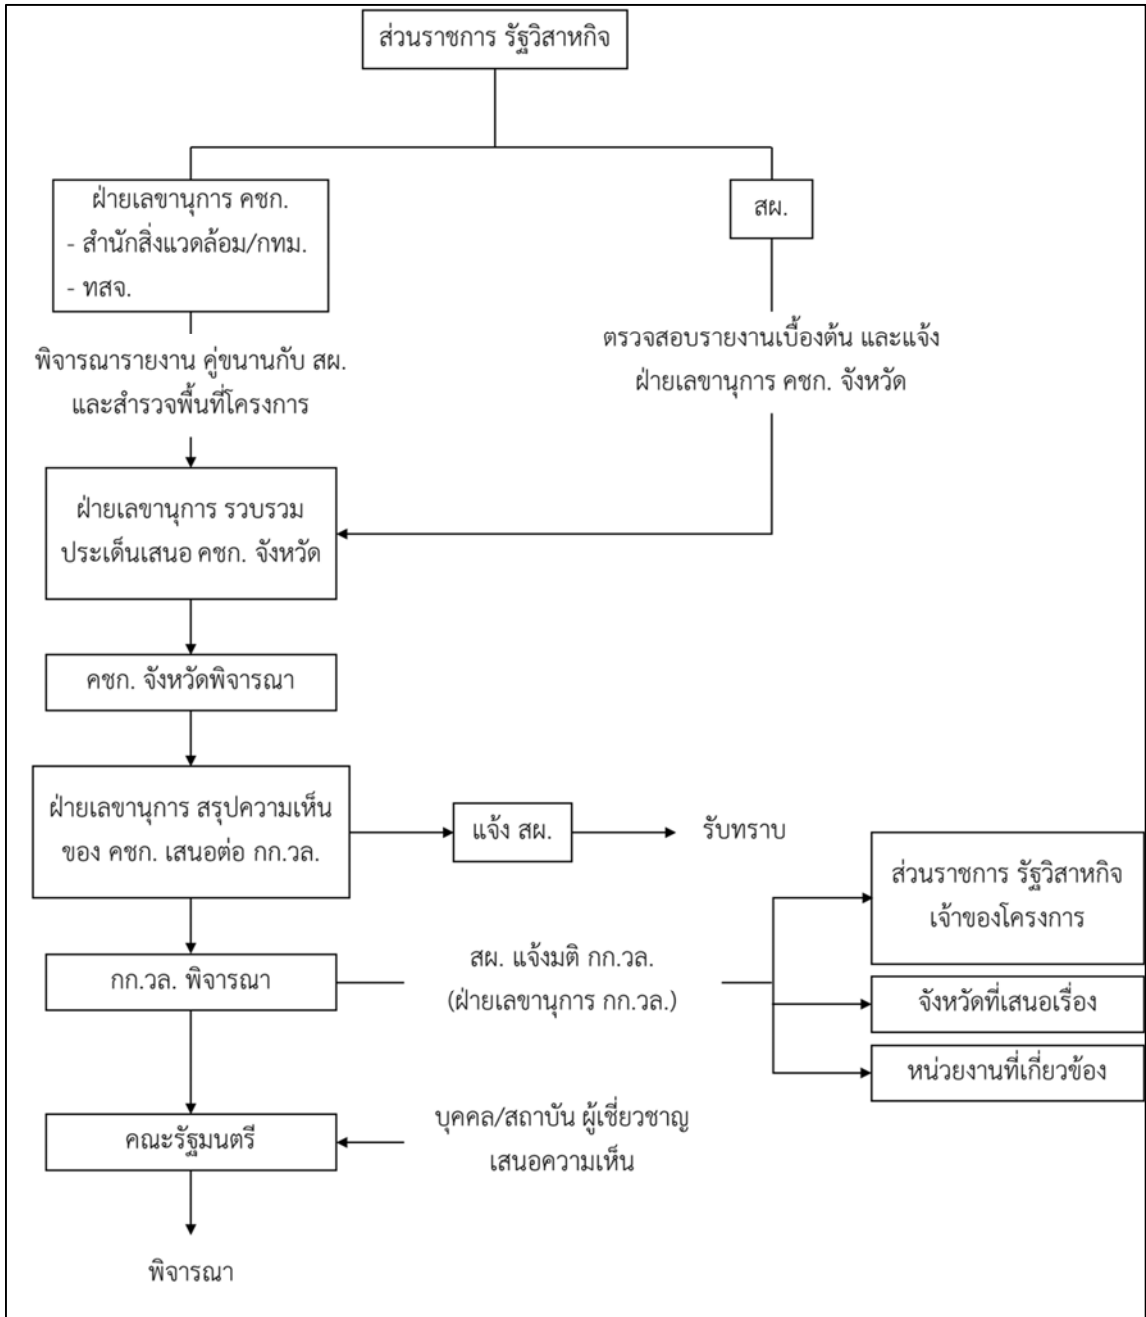 ส่วนราชการ รัฐวิสาหกิจ
ฝ่ายเลขานุการ คชก.
- สำนักสิ่งแวดล้อม/กทม.
- ทสจ.
สผ.
พิจารณารายงาน คู่ขนานกับ สผ.
และสำรวจพื้นที่โครงการ
ตรวจสอบรายงานเบื้องต้น และแจ้ง
ฝ่ายเลขานุการ คชก. จังหวัด
ฝ่ายเลขานุการ รวบรวม
ประเด็นเสนอ คชก. จังหวัด
คชก. จังหวัดพิจารณา
ฝ่ายเลขานุการ สรุปความเห็น
ของ คชก. เสนอต่อ กก.วล.
แจ้ง สผ.
รับทราบ
ส่วนราชการ รัฐวิสาหกิจ
เจ้าของโครงการ
กก.วล. พิจารณา
สผ. แจ้งมติ กก.วล.
(ฝ่ายเลขานุการ กก.วล.)
จังหวัดที่เสนอเรื่อง
หน่วยงานที่เกี่ยวข้อง
คณะรัฐมนตรี
บุคคล/สถาบัน ผู้เชี่ยวชาญ
เสนอความเห็น
พิจารณา